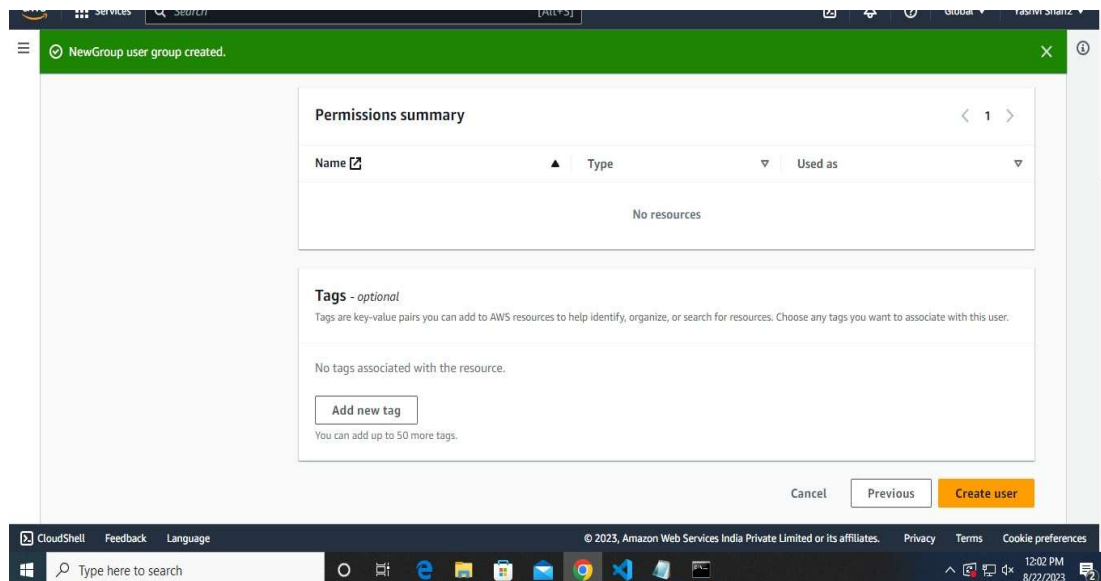 Services Search [Alt+S] Global
NewGroup user group created.
Permissions summary
1
Name Type Used as
No resources
Tags - optional
Tags are key-value pairs you can add to AWS resources to help identify, organize, or search for resources. Choose any tags you want to associate with this user.
No tags associated with the resource.
Add new tag
You can add up to 50 more tags.
Cancel Previous Create user
CloudShell Feedback Language © 2023, Amazon Web Services India Private Limited or its affiliates. Privacy Terms Cookie preferences
Type here to search
12:02 PM
8/22/2023
2